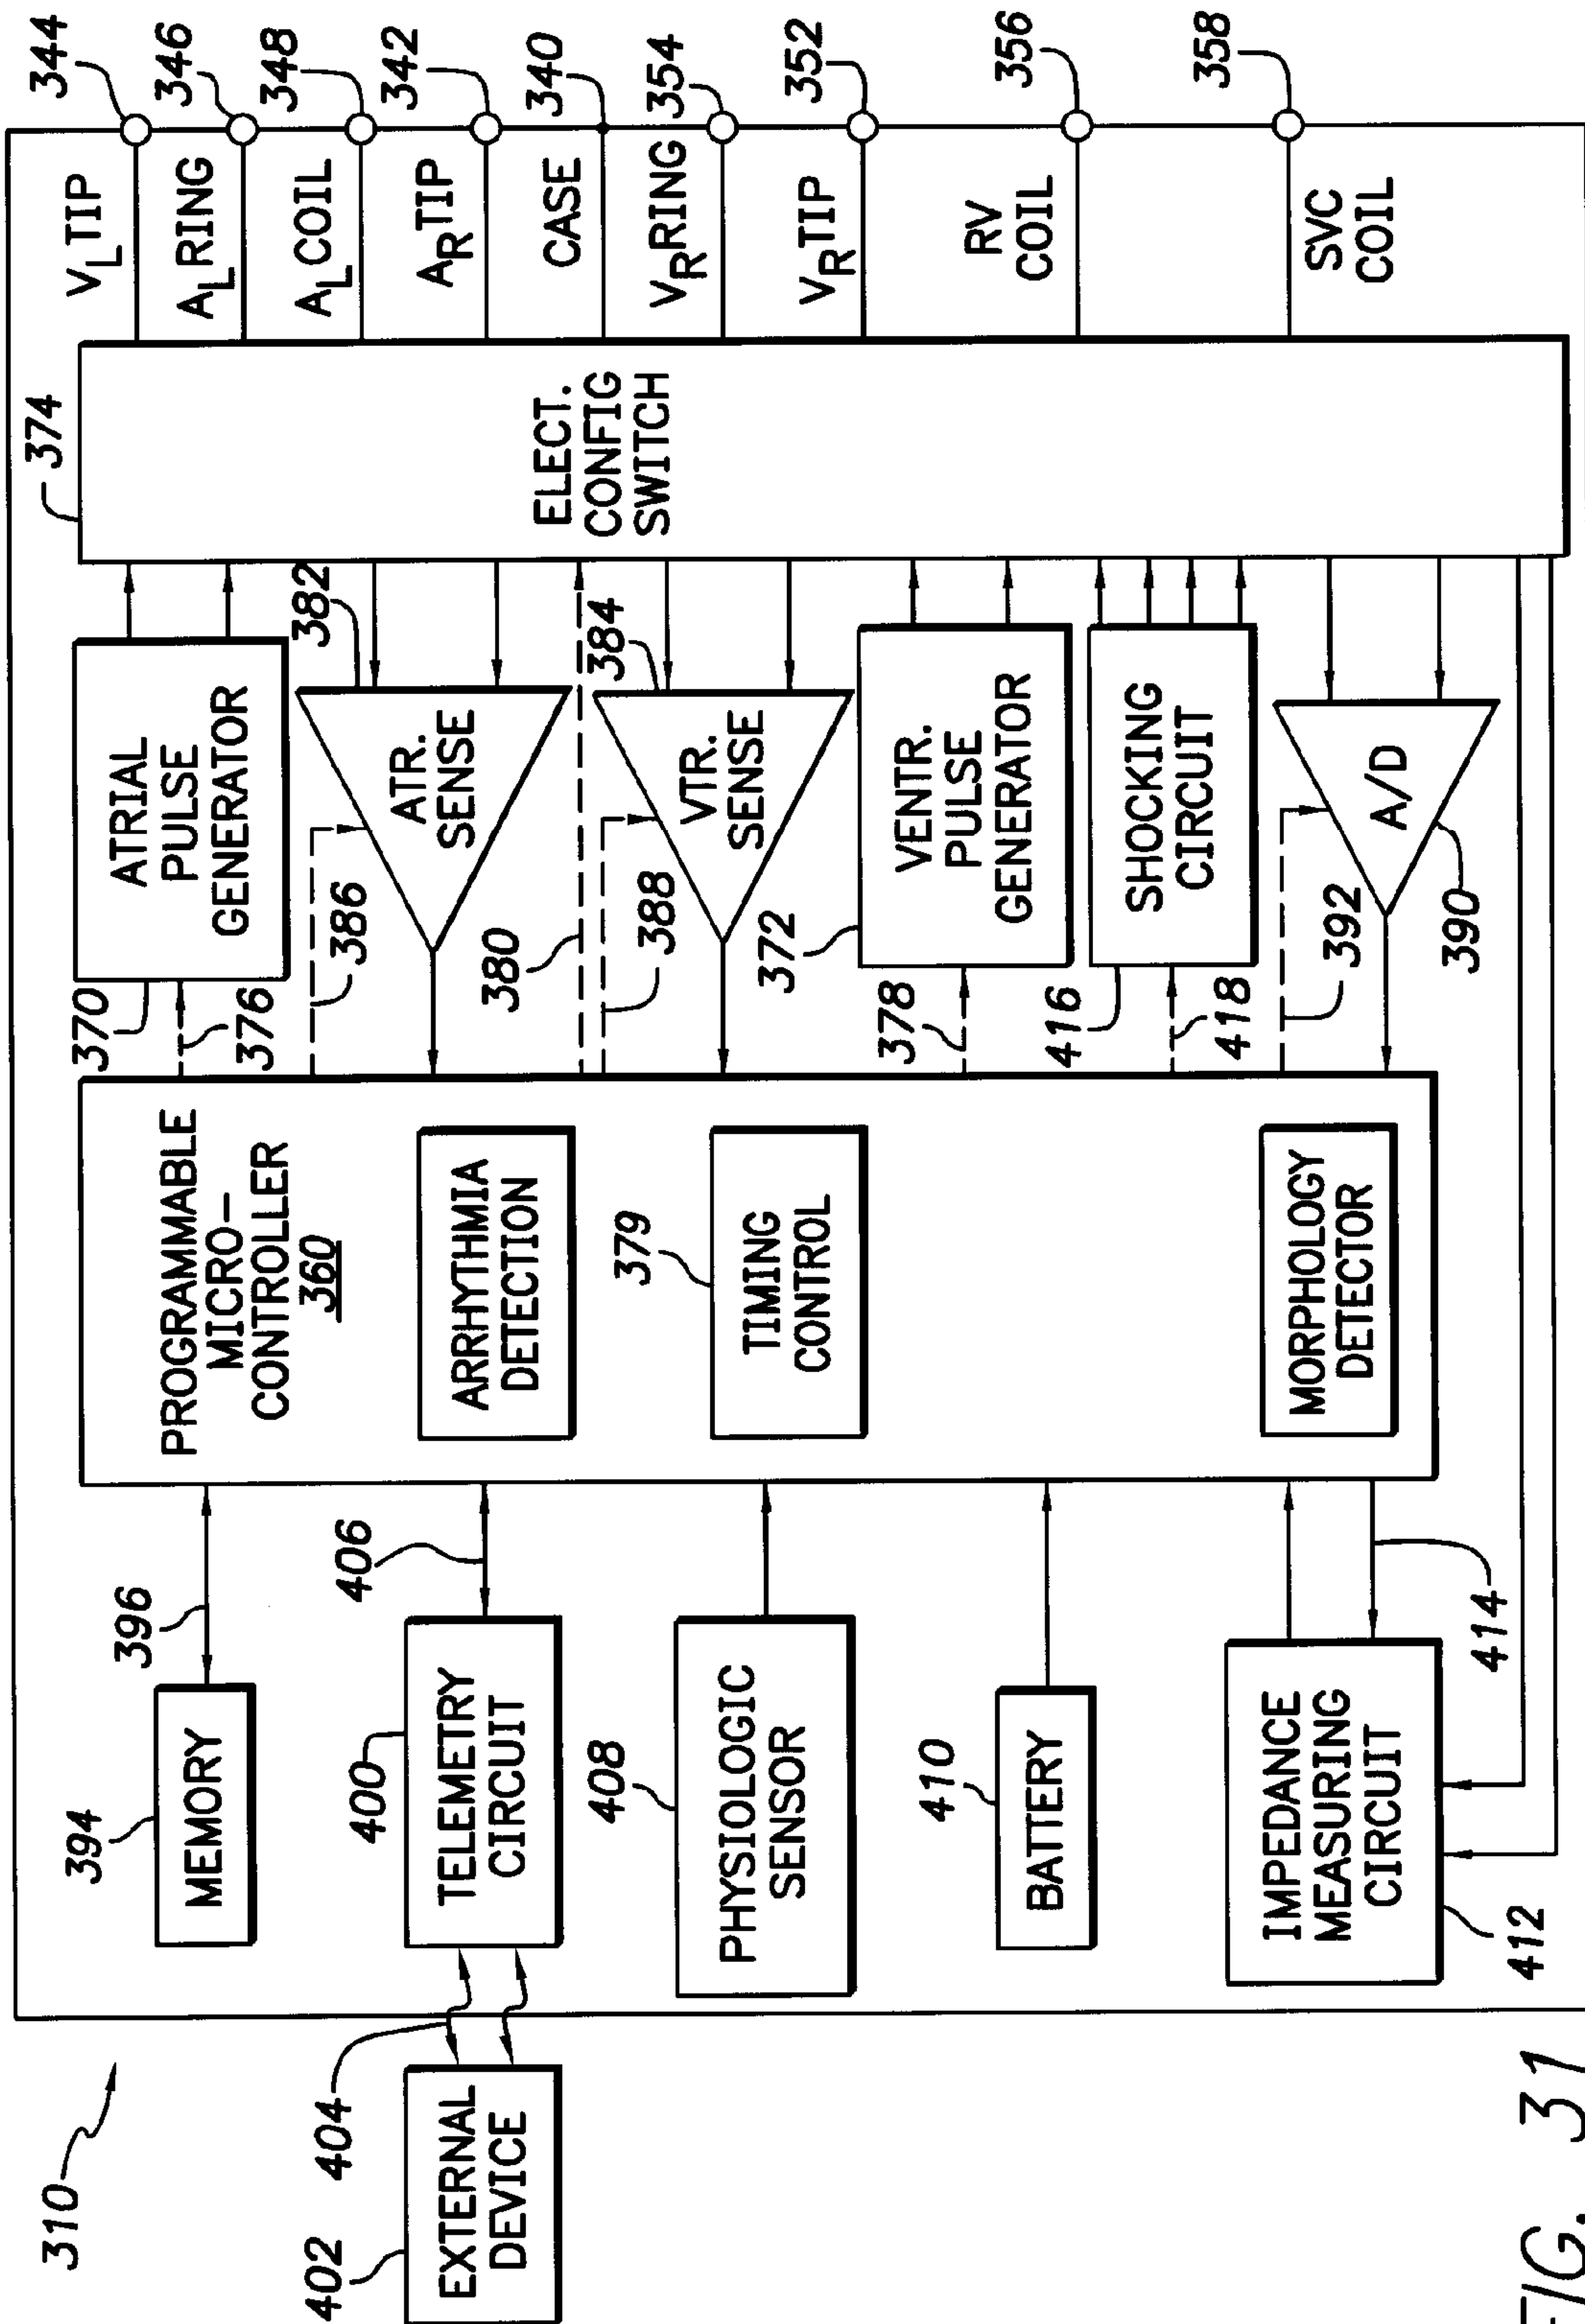 310
402
EXTERNAL
DEVICE
404
394
MEMORY
396
400
TELEMETRY
CIRCUIT
406
408
PHYSIOLOGIC
SENSOR
410
BATTERY
IMPEDANCE
MEASURING
CIRCUIT
412
414
PROGRAMMABLE
MICRO-
CONTROLLER
360
ARRHYTHMIA
DETECTION
379
TIMING
CONTROL
MORPHOLOGY
DETECTOR
370
376
ATRIAL
PULSE
GENERATOR
386
ATR.
SENSE
382
380
388
VTR.
SENSE
384
372
378
VENTR.
PULSE
GENERATOR
416
418
SHOCKING
CIRCUIT
392
A/D
390
374
ELECT.
CONFIG
SWITCH
VL TIP
344
AL RING
346
AL COIL
348
AR TIP
342
CASE
340
VR RING
354
VR TIP
352
RV
COIL
356
SVC
COIL
358
FIG. 31